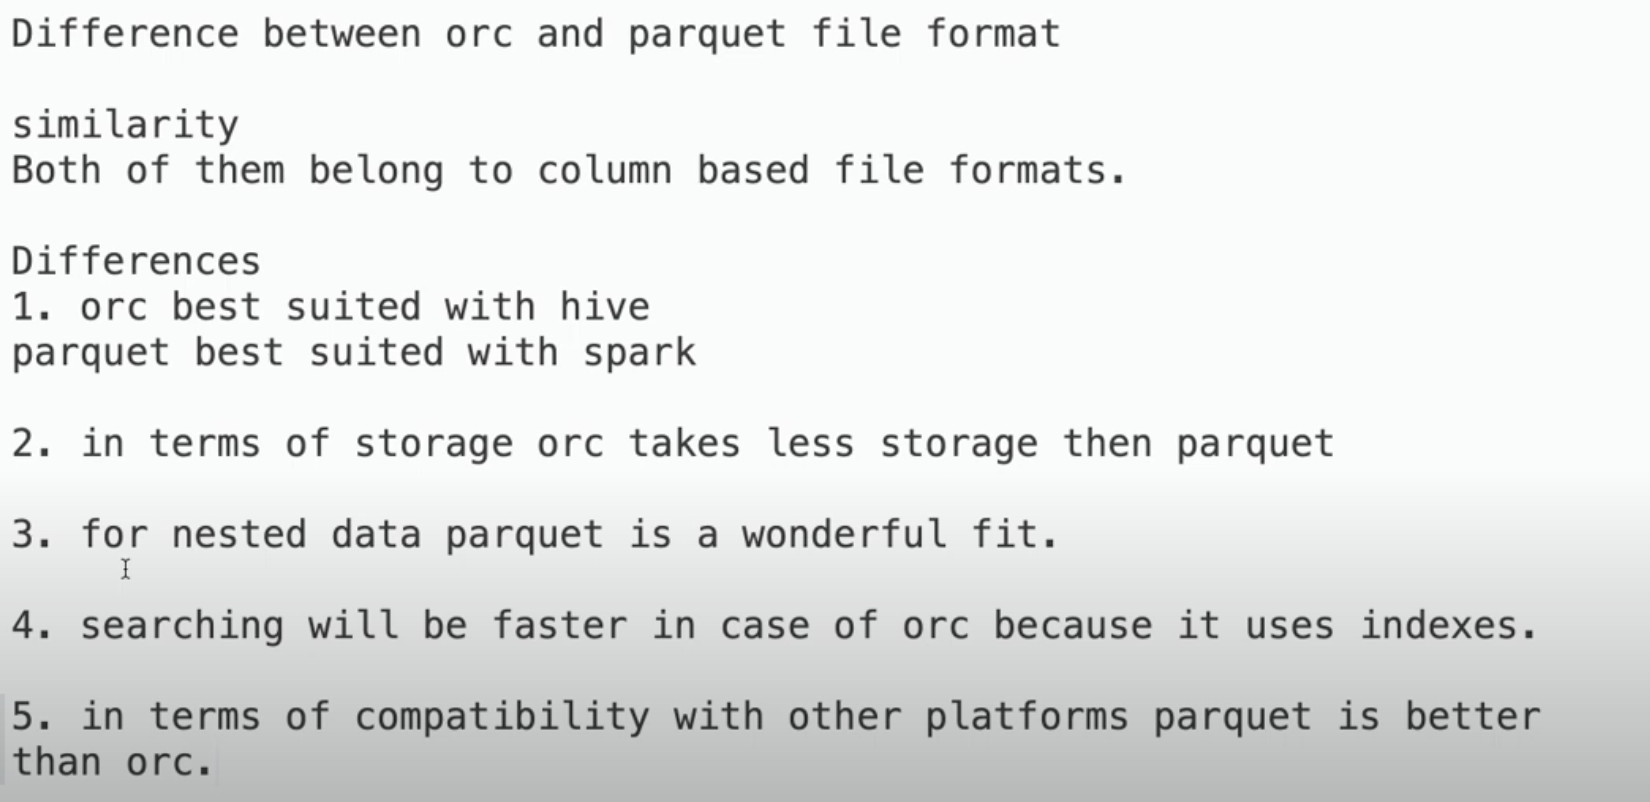 Difference between orc and parquet file format
similarity
Both of them belong to column based file formats.
Differences
1. orc best suited with hive
parquet best suited with spark
2. in terms of storage orc takes less storage then parquet
3. for nested data parquet is a wonderful fit.
4. searching will be faster in case of orc because it uses indexes.
5. in terms of compatibility with other platforms parquet is better
than orc.